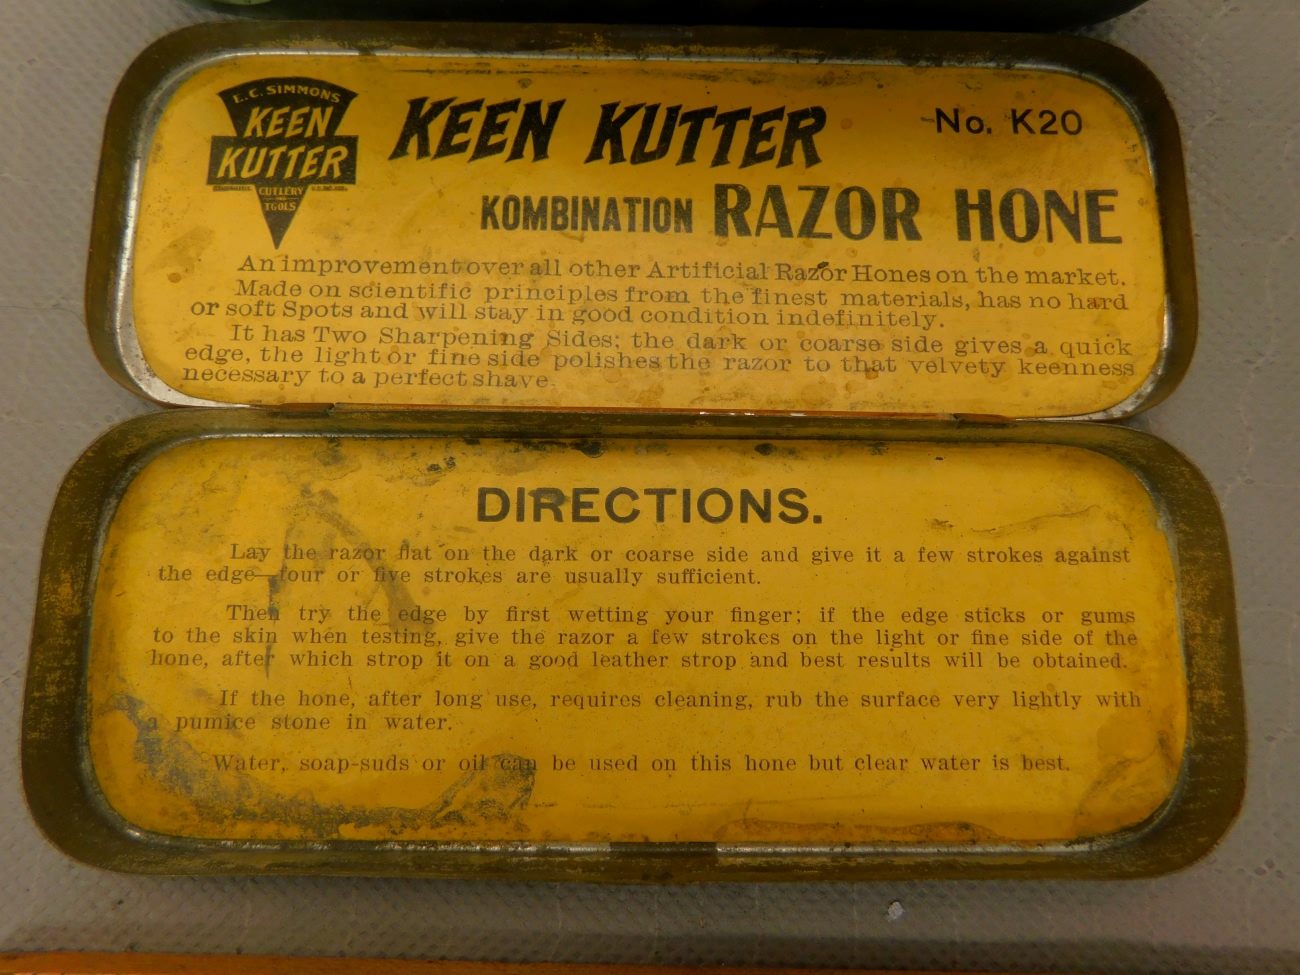 E.C. SIMMONS
KEEN
KUTTER
CUTLERY
AND
TOOLS
KEEN KUTTER
No. K20
KOMBINATION RAZOR HONE
An improvement over all other Artificial Razor Hones on the market.
Made on scientific principles from the finest materials, has no hard
or soft Spots and will stay in good condition indefinitely.
It has Two Sharpening Sides; the dark or coarse side gives a quick
edge, the light or fine side polishes the razor to that velvety keenness
necessary to a perfect shave.
DIRECTIONS.
Lay the razor flat on the dark or coarse side and give it a few strokes against
the edge—four or five strokes are usually sufficient.
Then try the edge by first wetting your finger; if the edge sticks or gums
to the skin when testing, give the razor a few strokes on the light or fine side of the
hone, after which strop it on a good leather strop and best results will be obtained.
If the hone, after long use, requires cleaning, rub the surface very lightly with
a pumice stone in water.
Water, soap-suds or oil can be used on this hone but clear water is best.